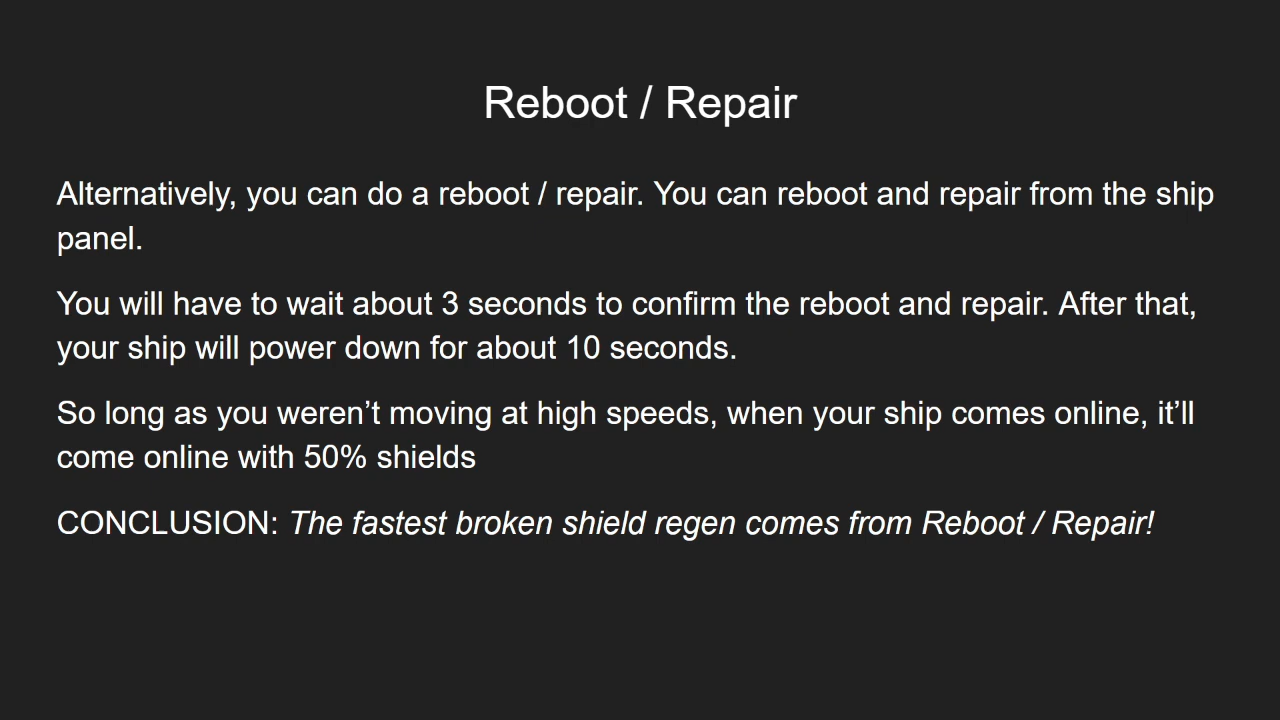 Reboot / Repair
Alternatively, you can do a reboot / repair. You can reboot and repair from the ship
panel.
You will have to wait about 3 seconds to confirm the reboot and repair. After that,
your ship will power down for about 10 seconds.
So long as you weren’t moving at high speeds, when your ship comes online, it’ll
come online with 50% shields
CONCLUSION: The fastest broken shield regen comes from Reboot / Repair!